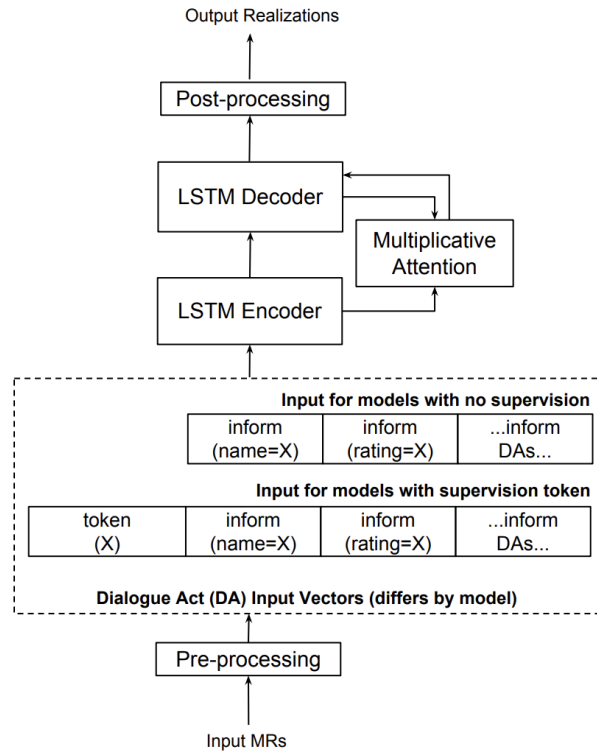 Output Realizations
Post-processing
LSTM Decoder
Multiplicative
Attention
LSTM Encoder
Input for models with no supervision
inform
(name=X)
inform
(rating=X)
...inform
DAs...
Input for models with supervision token
token
(X)
inform
(name=X)
inform
(rating=X)
...inform
DAs...
Dialogue Act (DA) Input Vectors (differs by model)
Pre-processing
Input MRs